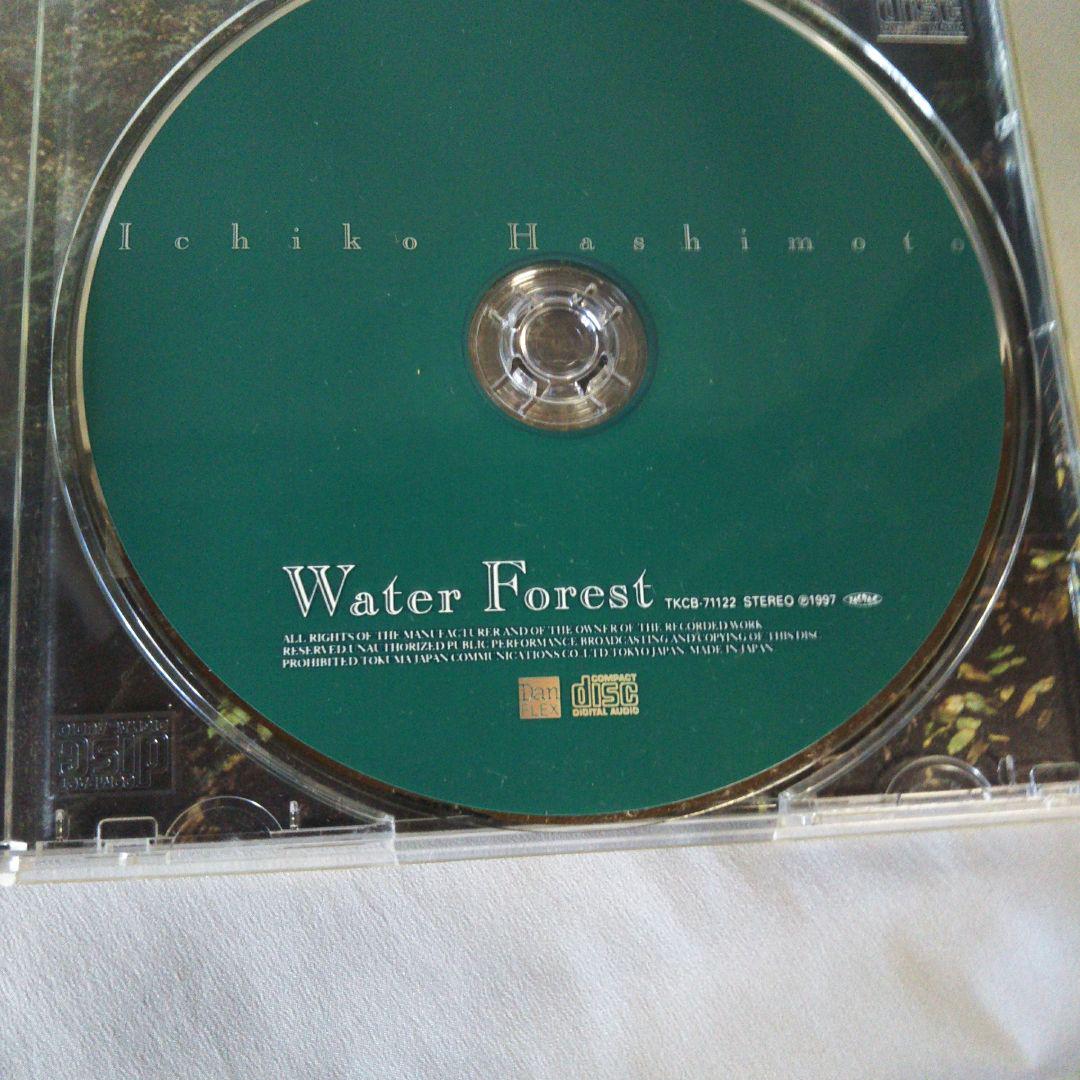 Ichiko Hashimoto
Water Forest TKCB-71122 STEREO ℗1997
ALL RIGHTS OF THE MANUFACTURER AND OF THE OWNER OF THE RECORDED WORK
RESERVED. UNAUTHORIZED PUBLIC PERFORMANCE BROADCASTING AND COPYING OF THIS DISC
PROHIBITED. TOKUMA JAPAN COMMUNICATIONS CO., LTD. TOKYO JAPAN. MADE IN JAPAN
Dan
FLEX
COMPACT
disc
DIGITAL AUDIO